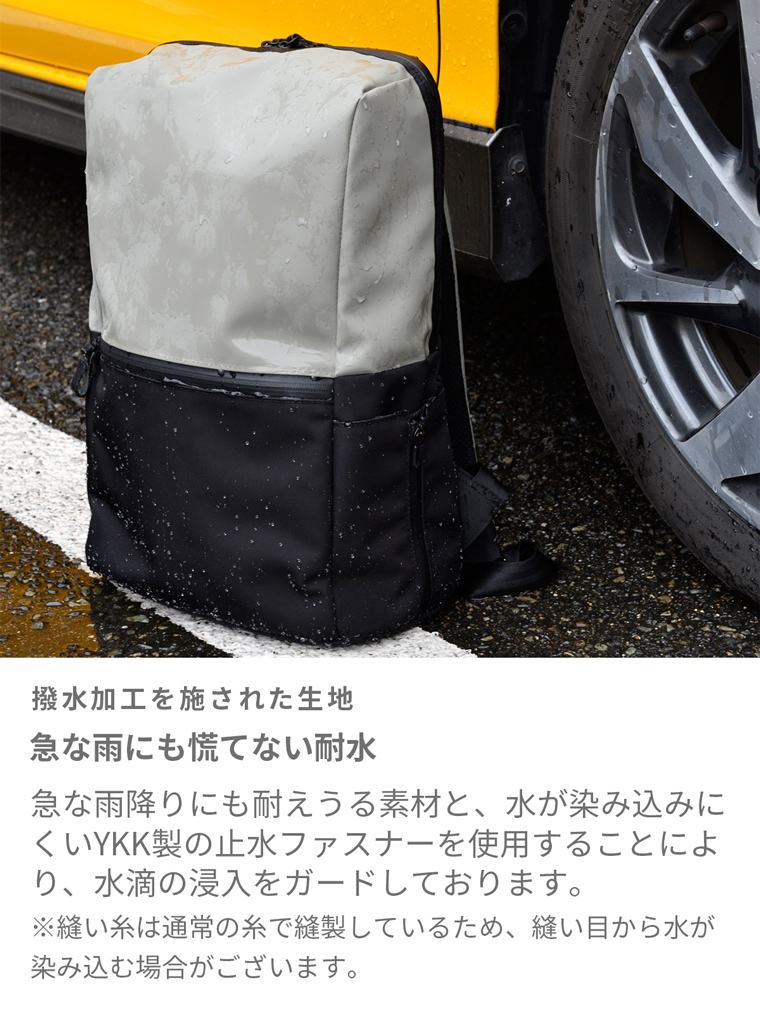 撥水加工を施された生地
急な雨にも慌てない耐水
急な雨降りにも耐えうる素材と、水が染み込みに
くいYKK製の止水ファスナーを使用することによ
り、水滴の浸入をガードしております。
※縫い糸は通常の糸で縫製しているため、縫い目から水が
染み込む場合がございます。